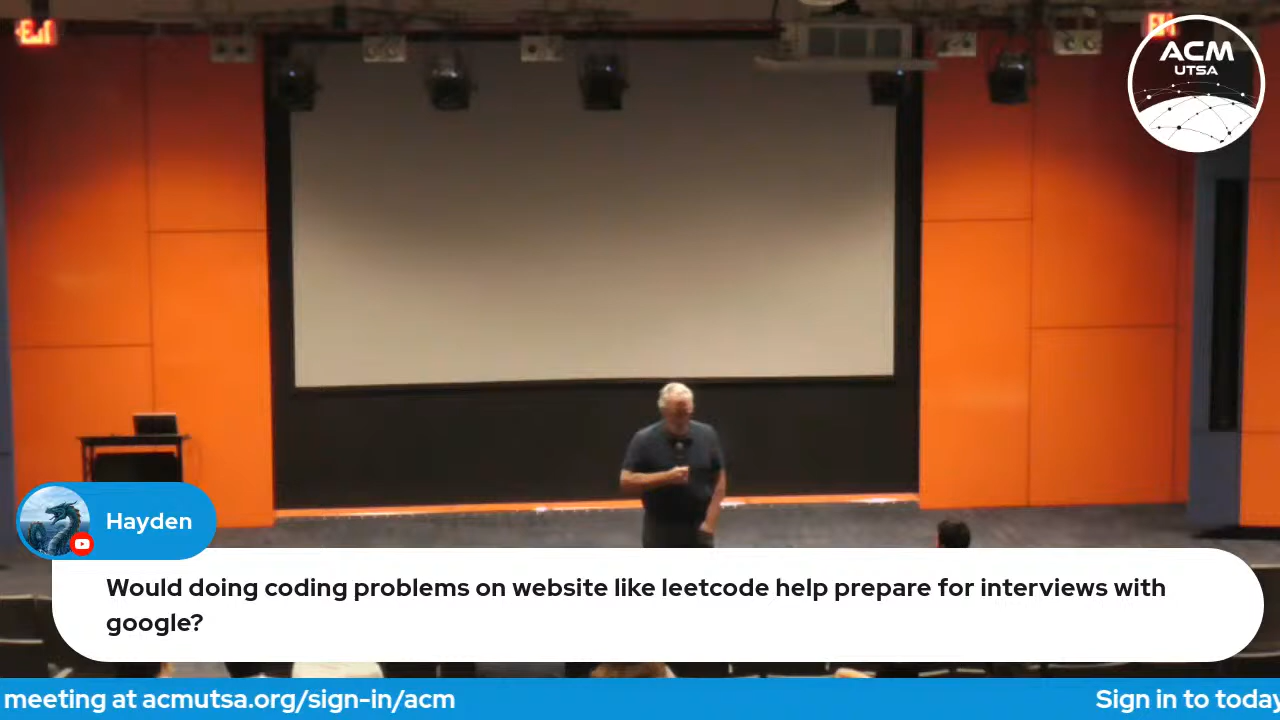 EXIT
EXIT
ACM
UTSA
Hayden
Would doing coding problems on website like leetcode help prepare for interviews with
google?
meeting at acmutsa.org/sign-in/acm
Sign in to today